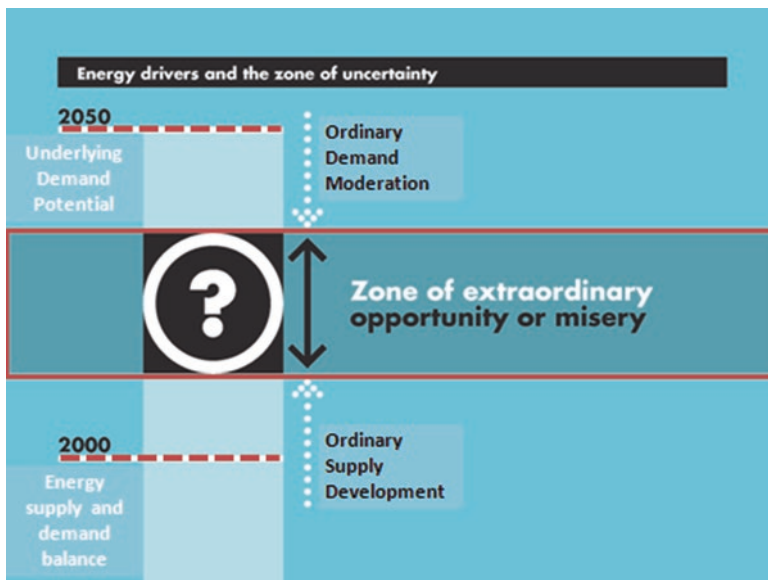 Energy drivers and the zone of uncertainty
2050
Underlying
Demand
Potential
Ordinary
Demand
Moderation
?
Zone of extraordinary
opportunity or misery
2000
Energy
supply and
demand
balance
Ordinary
Supply
Development